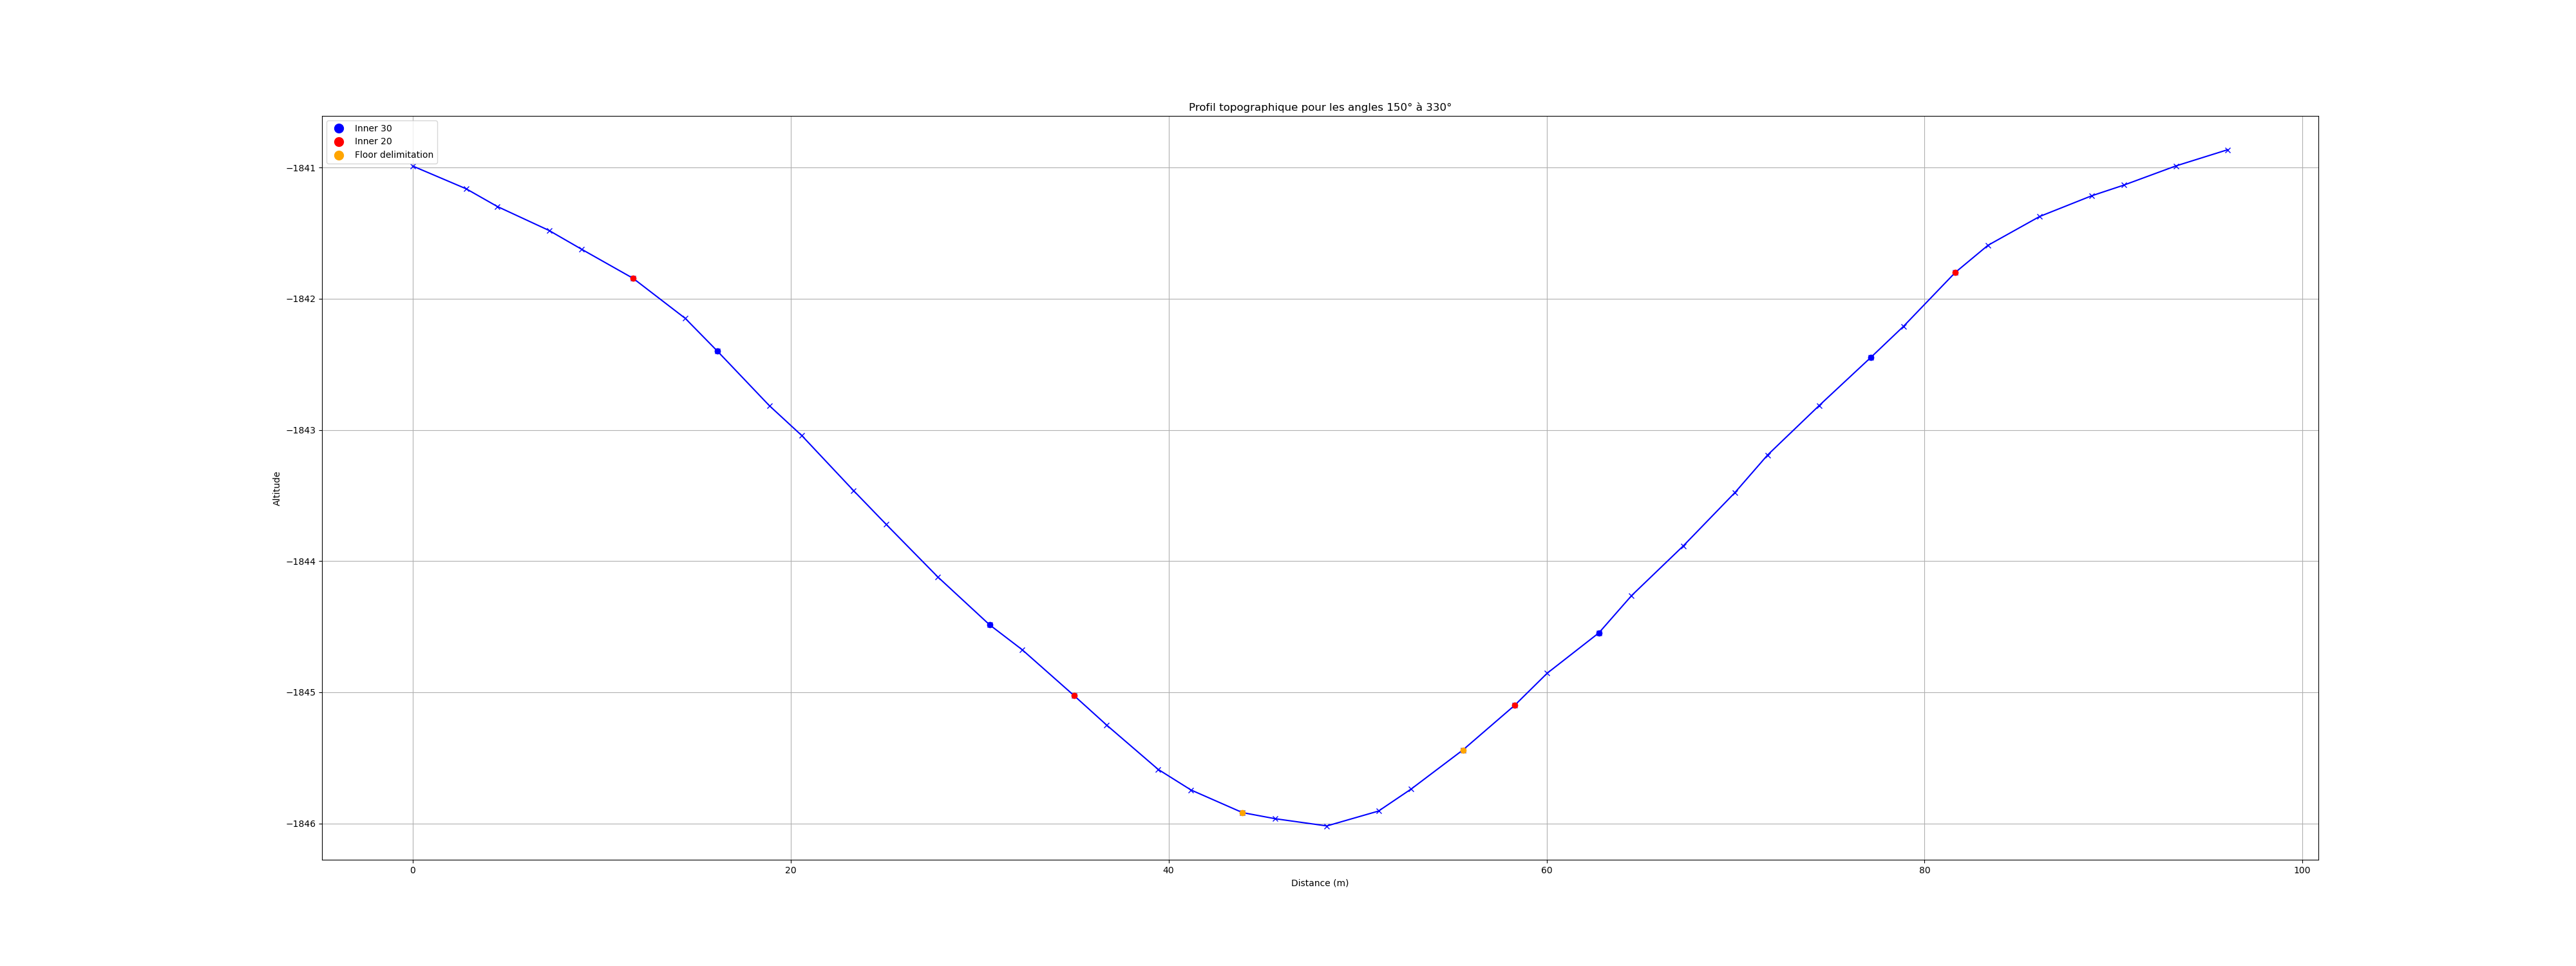 Profil topographique pour les angles 150° à 330°
Inner 30
Inner 20
Floor delimitation
−1841
−1842
−1843
−1844
−1845
−1846
Altitude
0 20 40 60 80 100
Distance (m)